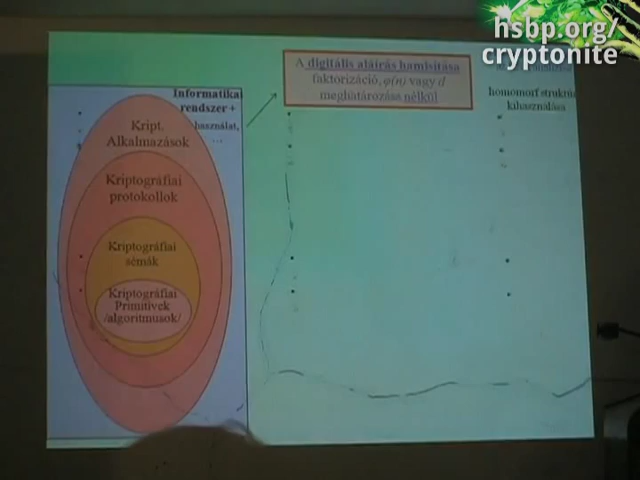 hsbp.org/
cryptonite
A digitális aláírás hamisítása
faktorizáció, φ(n) vagy d
meghatározása nélkül
homomorf struktúra
kihasználása
Informatika
rendszer +
használat,
...
Kript.
Alkalmazások
Kriptográfiai
protokollok
Kriptográfiai
sémák
Kriptográfiai
Primitívek
/algoritmusok/